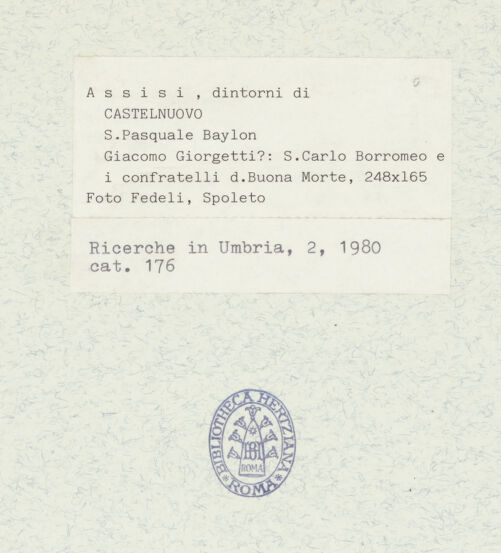 A s s i s i , dintorni di
CASTELNUOVO
S.Pasquale Baylon
Giacomo Giorgetti?: S.Carlo Borromeo e
i confratelli d.Buona Morte, 248x165
Foto Fedeli, Spoleto
Ricerche in Umbria, 2, 1980
cat. 176
BIBLIOTHECA HERTZIANA
BH
ROMA
ROMA